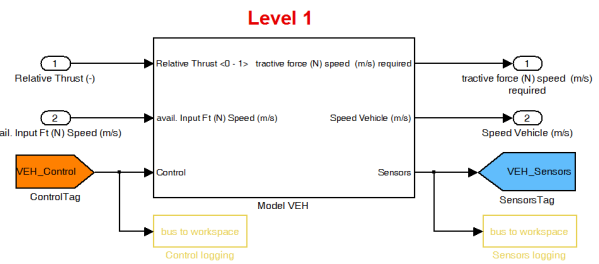 Level 1
1
Relative Thrust (-)
Relative Thrust <0 - 1>
tractive force (N) speed (m/s) required
1
tractive force (N) speed (m/s)
required
2
ail. Input Ft (N) Speed (m/s)
avail. Input Ft (N) Speed (m/s)
Speed Vehicle (m/s)
2
Speed Vehicle (m/s)
VEH_Control
ControlTag
Control
Sensors
VEH_Sensors
SensorsTag
Model VEH
bus to workspace
Control logging
bus to workspace
Sensors logging